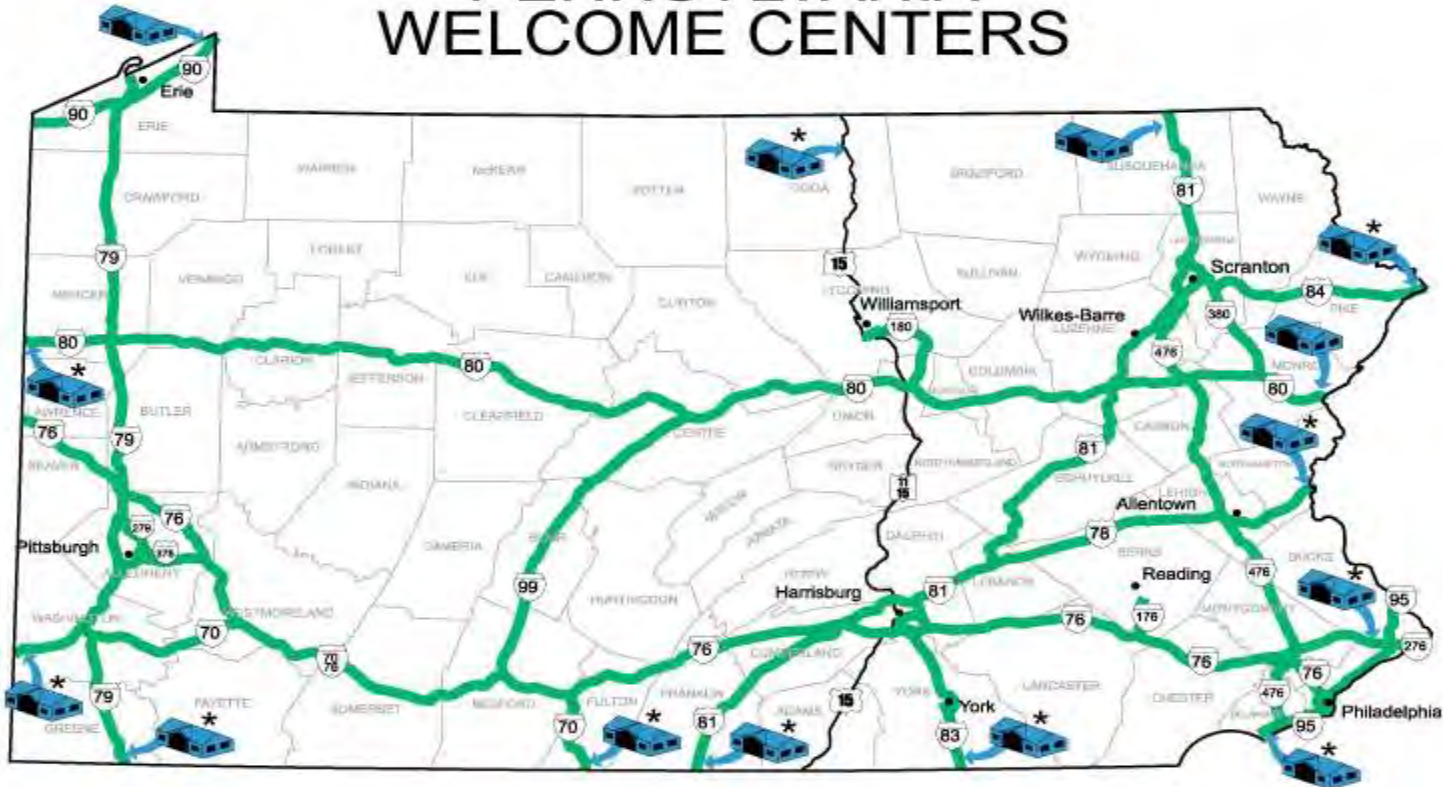 WELCOME CENTERS
90
Erie
90
ERIE
WARREN
McKEAN
POTTER
*
BRADFORD
SUSQUEHANNA
81
WAYNE
CRAWFORD
79
FOREST
ELK
CAMERON
CLINTON
15
LYCOMING
SULLIVAN
WYOMING
Scranton
*
MERCER
Williamsport
180
Wilkes-Barre
LUZERNE
380
84
PIKE
80
CLARION
JEFFERSON
80
CLEARFIELD
80
UNION
COLUMBIA
476
80
*
LAWRENCE
BUTLER
79
76
ARMSTRONG
CENTRE
SNYDER
NORTHUMBERLAND
81
CARBON
*
NORTHAMPTON
BEAVER
INDIANA
11
15
SCHUYLKILL
LEHIGH
Allentown
279
76
Pittsburgh
376
ALLEGHENY
CAMBRIA
BLAIR
JUNIATA
DAUPHIN
78
BERKS
BUCKS
99
HUNTINGDON
PERRY
Harrisburg
81
LEBANON
Reading
176
476
MONTGOMERY
*
95
WASHINGTON
WESTMORELAND
70
76
76
276
70
76
CUMBERLAND
76
76
*
79
GREENE
FAYETTE
SOMERSET
BEDFORD
FULTON
FRANKLIN
ADAMS
15
YORK
York
LANCASTER
CHESTER
476
Philadelphia
*
70
*
81
*
83
*
95
*